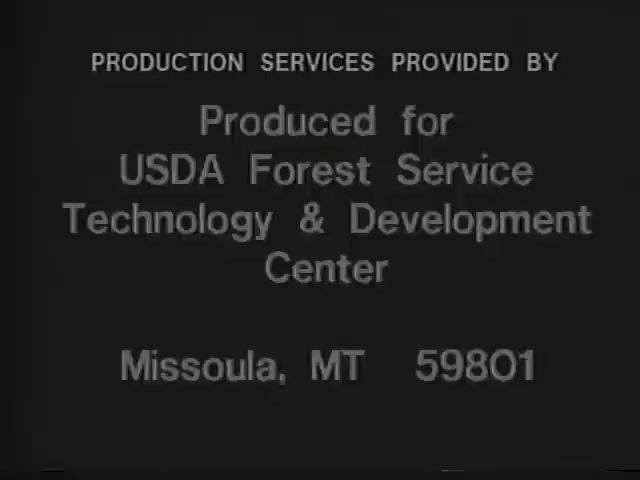 PRODUCTION SERVICES PROVIDED BY
Produced for
USDA Forest Service
Technology & Development
Center
Missoula, MT 59801